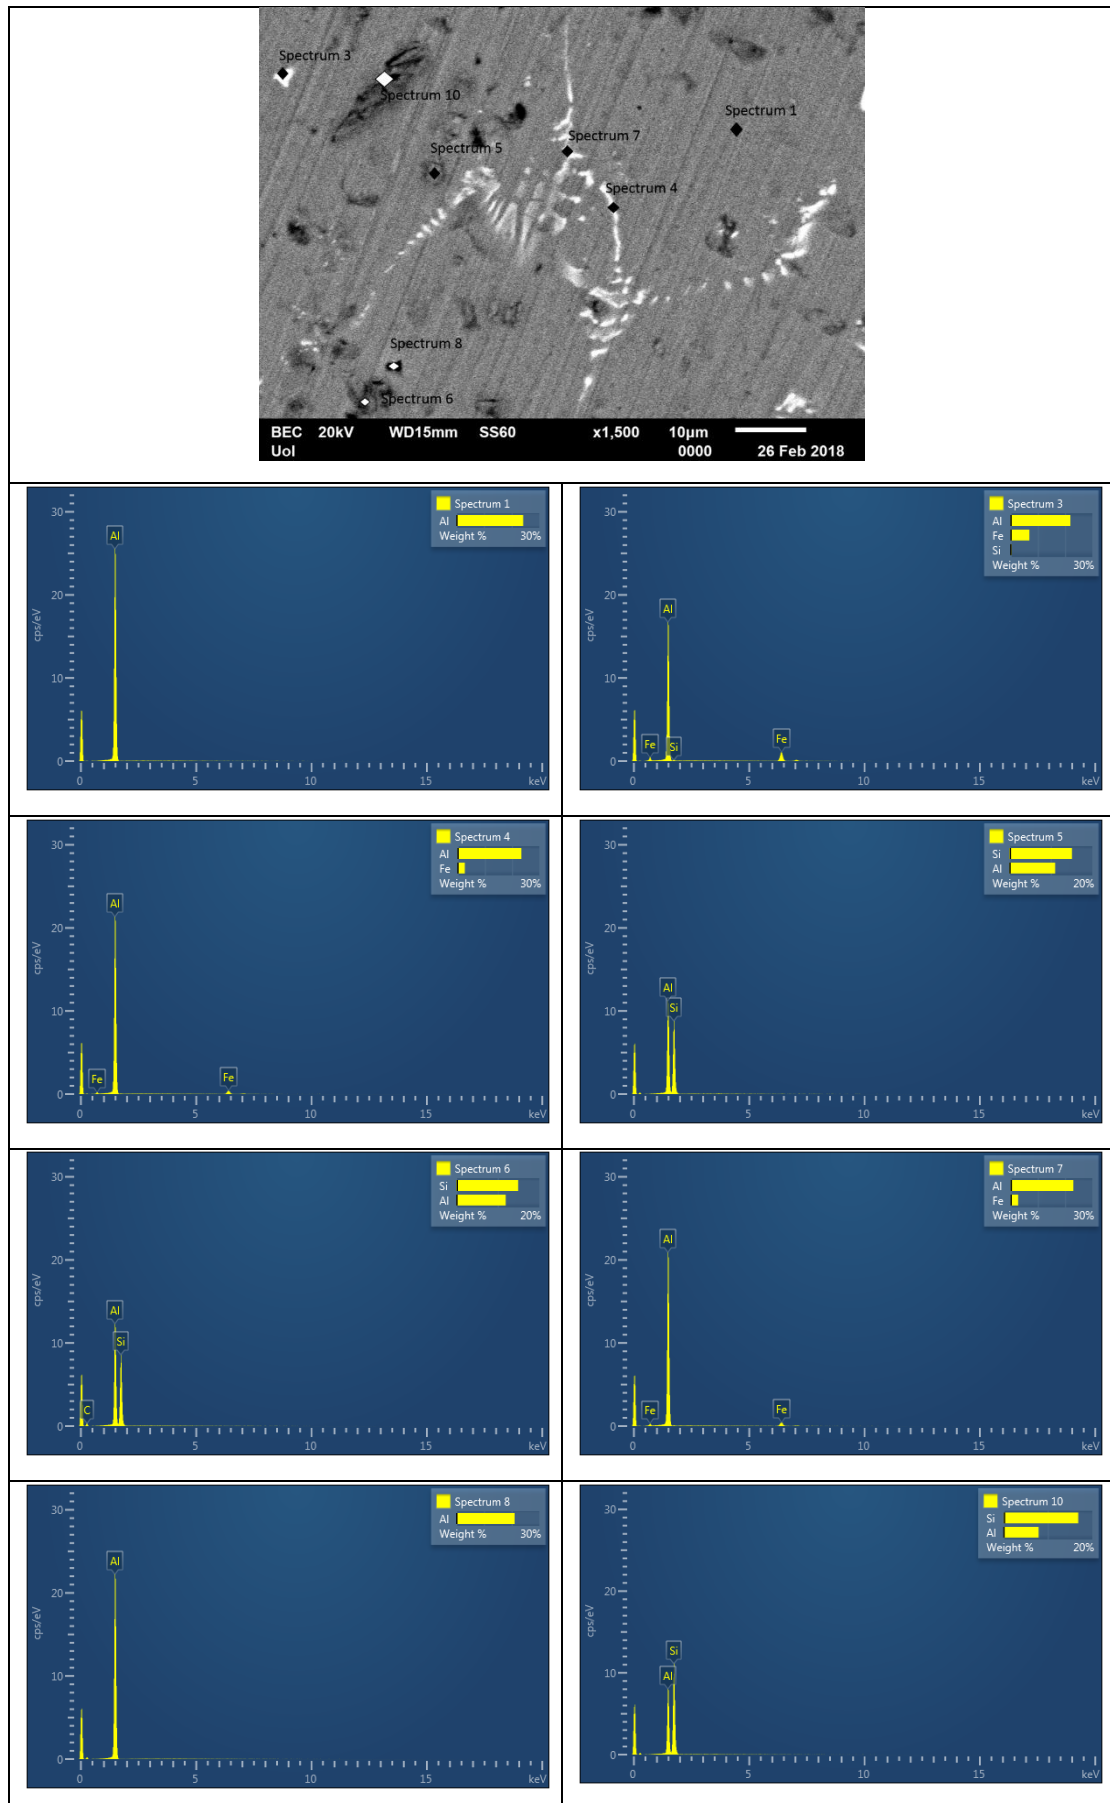 Spectrum 3
Spectrum 10
Spectrum 1
Spectrum 7
Spectrum 5
Spectrum 4
Spectrum 8
Spectrum 6
BEC 20kV WD15mm SS60 x1,500 10µm
UoI 0000 26 Feb 2018
Spectrum 1
Al
Weight % 30%
30
Al
20
cps/eV
10
0
0 5 10 15 keV
Spectrum 3
Al
Fe
Si
Weight % 30%
30
20
Al
cps/eV
10
Fe Si Fe
0
0 5 10 15 keV
Spectrum 4
Al
Fe
Weight % 30%
30
Al
20
cps/eV
10
Fe Fe
0
0 5 10 15 keV
Spectrum 5
Si
Al
Weight % 20%
30
20
cps/eV
Al
Si
10
0
0 5 10 15 keV
Spectrum 6
Si
Al
Weight % 20%
30
20
cps/eV
Al
10
Si
C
0
0 5 10 15 keV
Spectrum 7
Al
Fe
Weight % 30%
30
Al
20
cps/eV
10
Fe Fe
0
0 5 10 15 keV
Spectrum 8
Al
Weight % 30%
30
Al
20
cps/eV
10
0
0 5 10 15 keV
Spectrum 10
Si
Al
Weight % 20%
30
20
cps/eV
Si
Al
10
0
0 5 10 15 keV